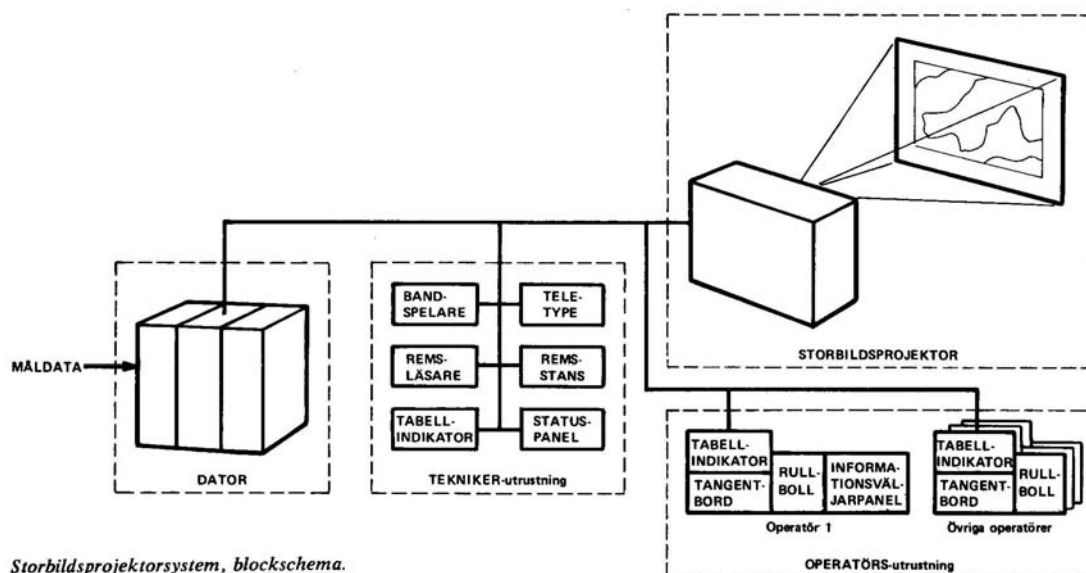 STORBILDSPROJEKTOR
MÅLDATA
DATOR
BAND-
SPELARE
TELE-
TYPE
REMS-
LÄSARE
REMS-
STANS
TABELL-
INDIKATOR
STATUS-
PANEL
TEKNIKER-utrustning
TABELL-
INDIKATOR
TANGENT-
BORD
RULL-
BOLL
INFORMA-
TIONSVÄL-
JARPANEL
Operatör 1
TABELL-
INDIKATOR
TANGENT-
BORD
RULL-
BOLL
Övriga operatörer
OPERATÖRS-utrustning
Storbildsprojektorsystem, blockschema.